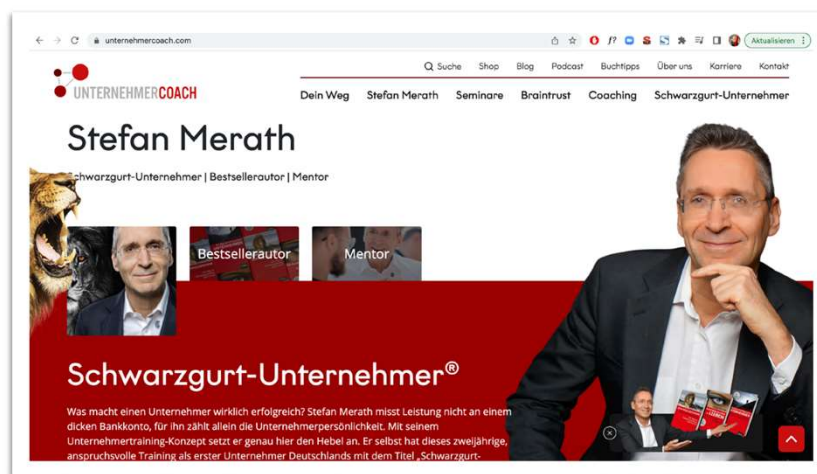 unternehmercoach.com
Aktualisieren
Suche Shop Blog Podcast Buchtipps Über uns Karriere Kontakt
UNTERNEHMERCOACH
Dein Weg Stefan Merath Seminare Braintrust Coaching Schwarzgurt-Unternehmer
Stefan Merath
Schwarzgurt-Unternehmer | Bestsellerautor | Mentor
Bestsellerautor
Mentor
Schwarzgurt-Unternehmer®
Was macht einen Unternehmer wirklich erfolgreich? Stefan Merath misst Leistung nicht an einem
dicken Bankkonto, für ihn zählt allein die Unternehmerpersönlichkeit. Mit seinem
Unternehmertraining-Konzept setzt er genau hier den Hebel an. Er selbst hat dieses zweijährige,
anspruchsvolle Training als erster Unternehmer Deutschlands mit dem Titel „Schwarzgurt-